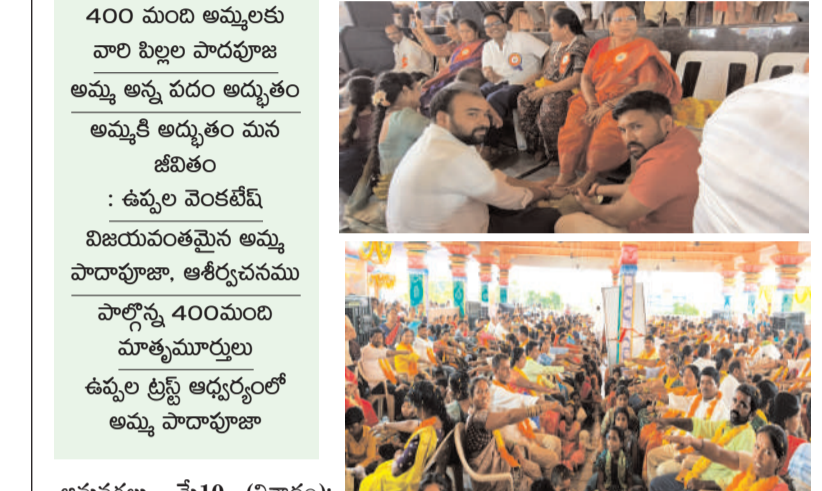 400 మంది అమ్మలకు
వారి పిల్లల పాదపూజ
అమ్మ అన్న పదం అద్భుతం
అమ్మకి అద్భుతం మన
జీవితం
: ఉప్పల వెంకటేష్
విజయవంతమైన అమ్మ
పాదాపూజా, ఆశీర్వచనము
పాల్గొన్న 400మంది
మాతృమూర్తులు
ఉప్పల ట్రస్ట్ ఆధ్వర్యంలో
అమ్మ పాదాపూజా